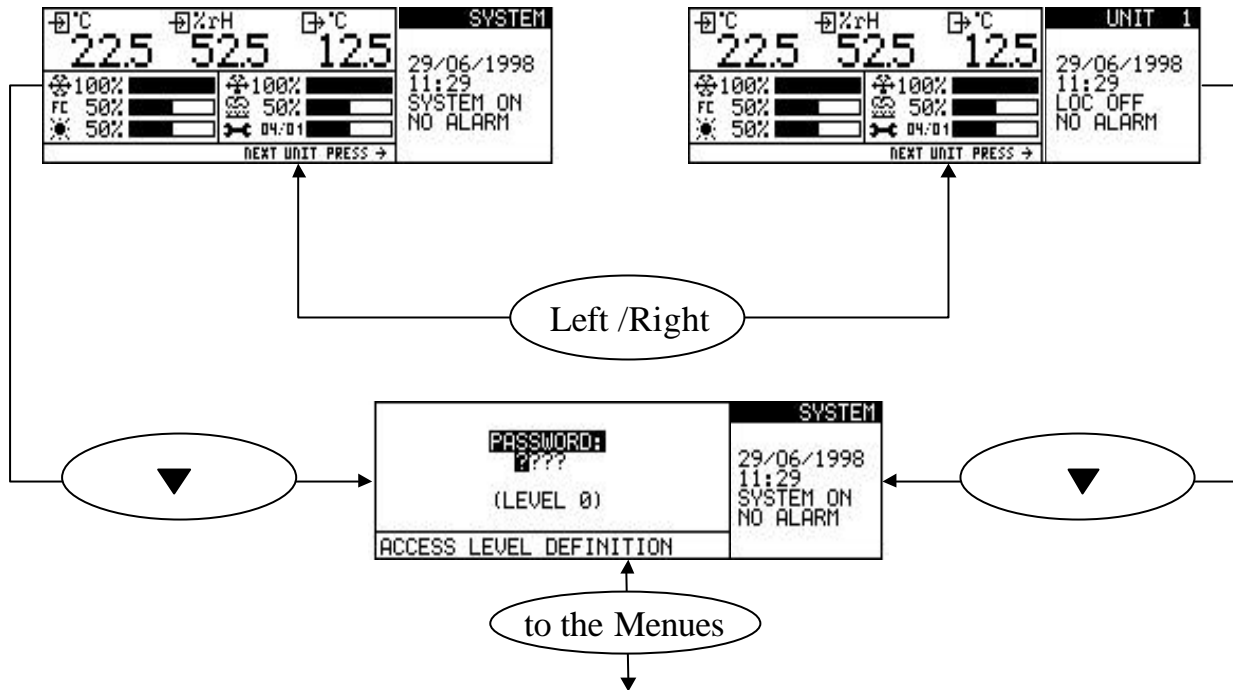 °C %rH °C SYSTEM
22.5 52.5 12.5
29/06/1998
100% 100% 11:29
FC 50% 50% SYSTEM ON
50% 04/01 NO ALARM
NEXT UNIT PRESS →
°C %rH °C UNIT 1
22.5 52.5 12.5
29/06/1998
100% 100% 11:29
FC 50% 50% LOC OFF
50% 04/01 NO ALARM
NEXT UNIT PRESS →
Left /Right
SYSTEM
PASSWORD:
????
29/06/1998
11:29
(LEVEL 0) SYSTEM ON
NO ALARM
ACCESS LEVEL DEFINITION
to the Menues